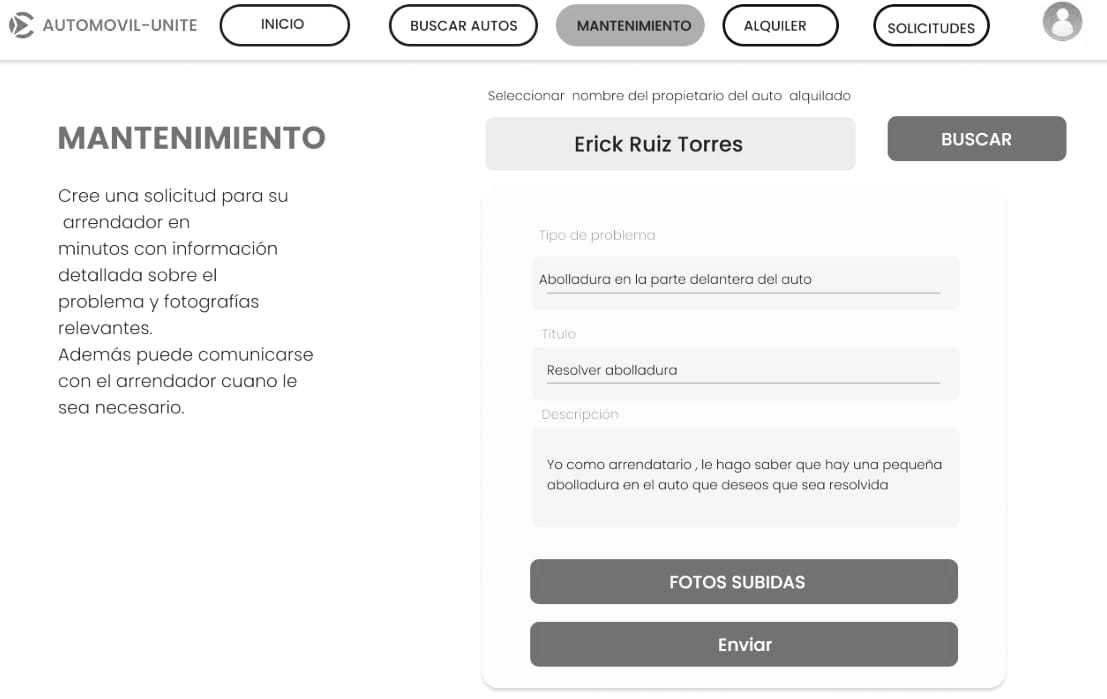 AUTOMOVIL-UNITE
INICIO
BUSCAR AUTOS
MANTENIMIENTO
ALQUILER
SOLICITUDES
MANTENIMIENTO
Cree una solicitud para su
arrendador en
minutos con información
detallada sobre el
problema y fotografías
relevantes.
Además puede comunicarse
con el arrendador cuano le
sea necesario.
Seleccionar nombre del propietario del auto alquilado
Erick Ruiz Torres
BUSCAR
Tipo de problema
Abolladura en la parte delantera del auto
Título
Resolver abolladura
Descripción
Yo como arrendatario , le hago saber que hay una pequeña
abolladura en el auto que deseos que sea resolvida
FOTOS SUBIDAS
Enviar